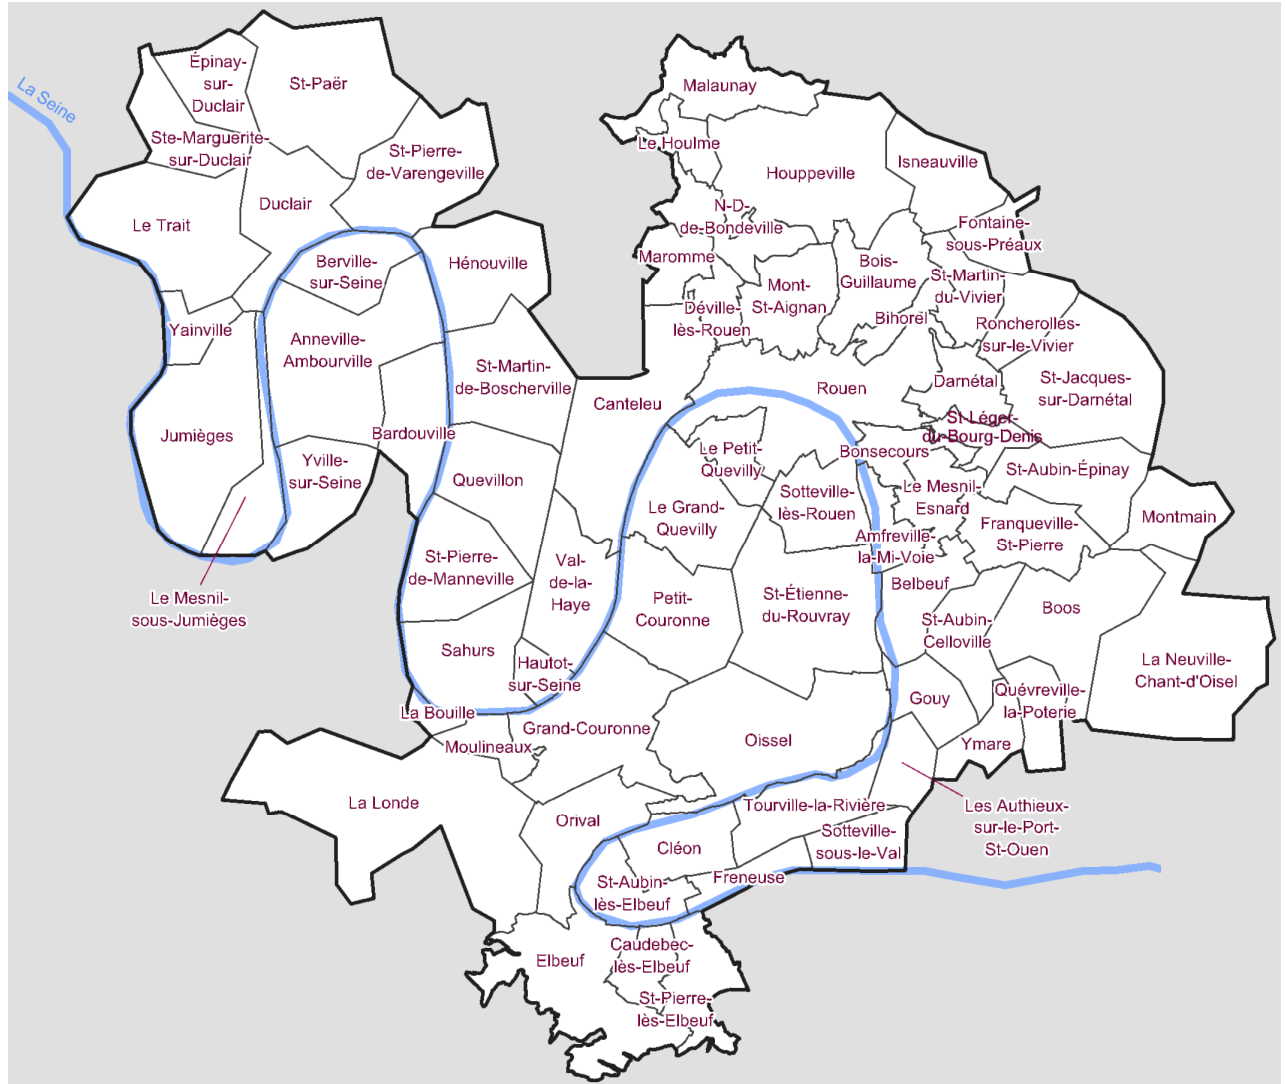 La Seine
Épinay-
sur-
Duclair
St-Paër
Ste-Marguerite-
sur-Duclair
St-Pierre-
de-Varengeville
Duclair
Le Trait
Berville-
sur-Seine
Hénouville
Yainville
Anneville-
Ambourville
St-Martin-
de-Boscherville
Jumièges
Bardouville
Yville-
sur-Seine
Quevillon
Le Mesnil-
sous-Jumièges
St-Pierre-
de-Manneville
Val-
de-la-
Haye
Sahurs
Hautot-
sur-Seine
La Bouille
Moulineaux
Grand-Couronne
La Londe
Malaunay
Le Houlme
Houppeville
Isneauville
N-D-
de-Bondeville
Fontaine-
sous-Préaux
Maromme
Mont-
St-Aignan
Bois-
Guillaume
St-Martin-
du-Vivier
Déville-
lès-Rouen
Bihorel
Roncherolles-
sur-le-Vivier
Canteleu
Rouen
Darnétal
St-Jacques-
sur-Darnétal
St-Léger-
du-Bourg-Denis
Le Petit-
Quevilly
Bonsecours
St-Aubin-Épinay
Le Grand-
Quevilly
Sotteville-
lès-Rouen
Le Mesnil-
Esnard
Franqueville-
St-Pierre
Montmain
Amfreville-
la-Mi-Voie
Belbeuf
Petit-
Couronne
St-Étienne-
du-Rouvray
St-Aubin-
Celloville
Boos
La Neuville-
Chant-d'Oisel
Gouy
Quévreville-
la-Poterie
Oissel
Ymare
Les Authieux-
sur-le-Port-
St-Ouen
Orival
Tourville-la-Rivière
Cléon
Sotteville-
sous-le-Val
St-Aubin-
lès-Elbeuf
Freneuse
Elbeuf
Caudebec-
lès-Elbeuf
St-Pierre-
lès-Elbeuf